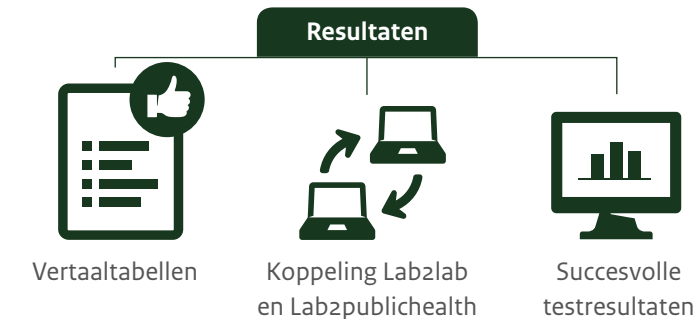 Resultaten
Vertaaltabellen
Koppeling Lab2lab
en Lab2publichealth
Succesvolle
testresultaten